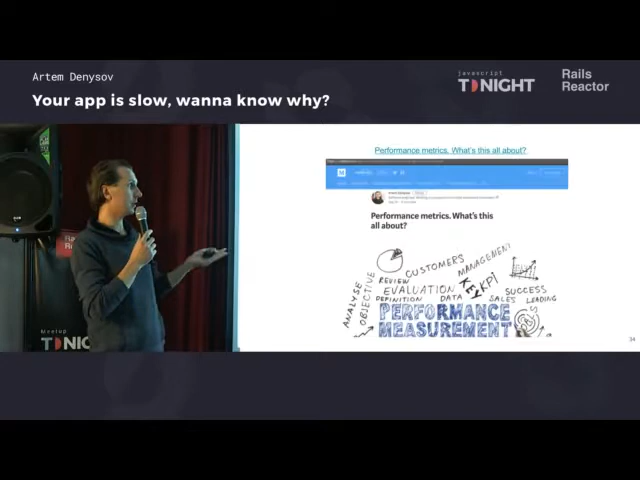 Artem Denysov
Your app is slow, wanna know why?
javascript
TONIGHT
Rails
Reactor
Performance metrics. What's this all about?
Performance metrics. What's this
all about?
CUSTOMERS
MANAGEMENT
REVIEW
EVALUATION
KEY
KPI
SUCCESS
DEFINITION
DATA
SALES
LEADING
ANALYSE
OBJECTIVE
PERFORMANCE
MEASUREMENT
34
Meetup
TONIGHT